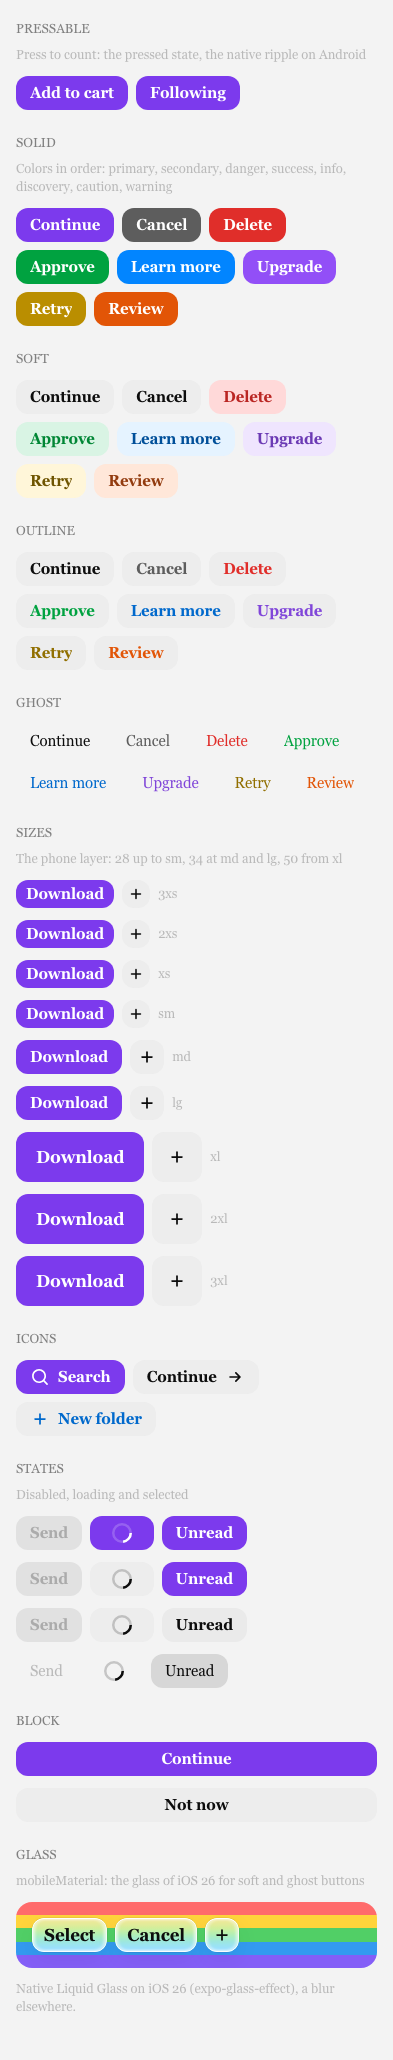 PRESSABLE
Press to count: the pressed state, the native ripple on Android
Add to cart Following
SOLID
Colors in order: primary, secondary, danger, success, info,
discovery, caution, warning
Continue Cancel Delete
Approve Learn more Upgrade
Retry Review
SOFT
Continue Cancel Delete
Approve Learn more Upgrade
Retry Review
OUTLINE
Continue Cancel Delete
Approve Learn more Upgrade
Retry Review
GHOST
Continue Cancel Delete Approve
Learn more Upgrade Retry Review
SIZES
The phone layer: 28 up to sm, 34 at md and lg, 50 from xl
Download + 3xs
Download + 2xs
Download + xs
Download + sm
Download + md
Download + lg
Download + xl
Download + 2xl
Download + 3xl
ICONS
Search Continue →
+ New folder
STATES
Disabled, loading and selected
Send Unread
Send Unread
Send Unread
Send Unread
BLOCK
Continue
Not now
GLASS
mobileMaterial: the glass of iOS 26 for soft and ghost buttons
Select Cancel +
Native Liquid Glass on iOS 26 (expo-glass-effect), a blur
elsewhere.